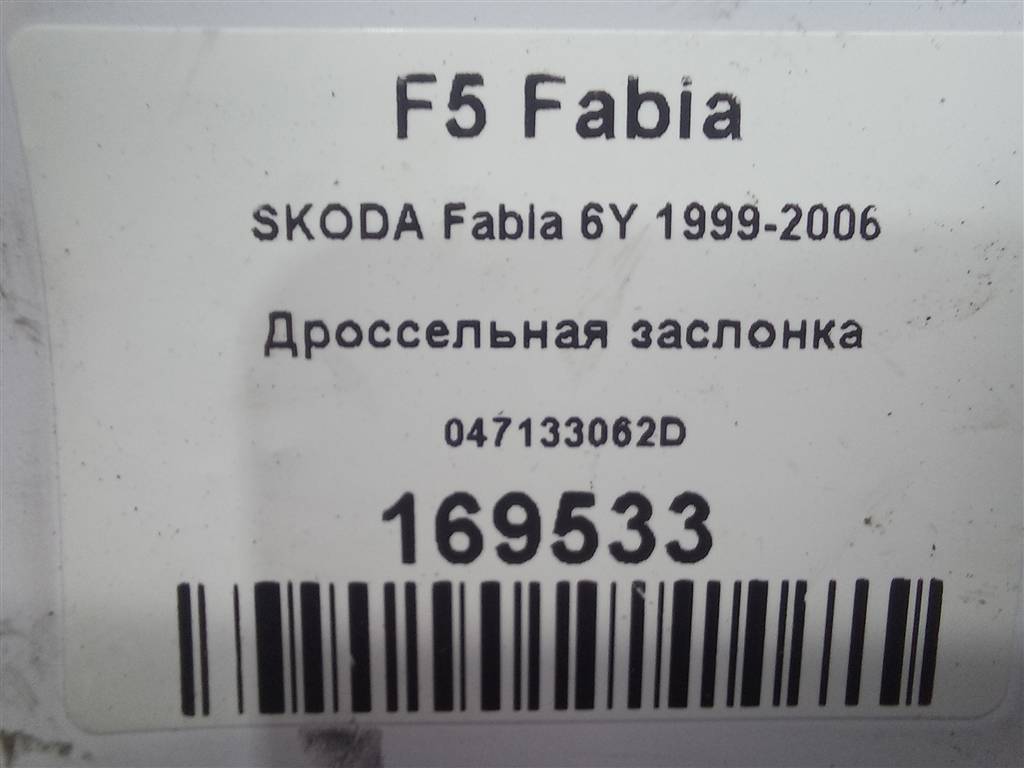 F5 Fabia
SKODA Fabia 6Y 1999-2006
Дроссельная заслонка
047133062D
169533